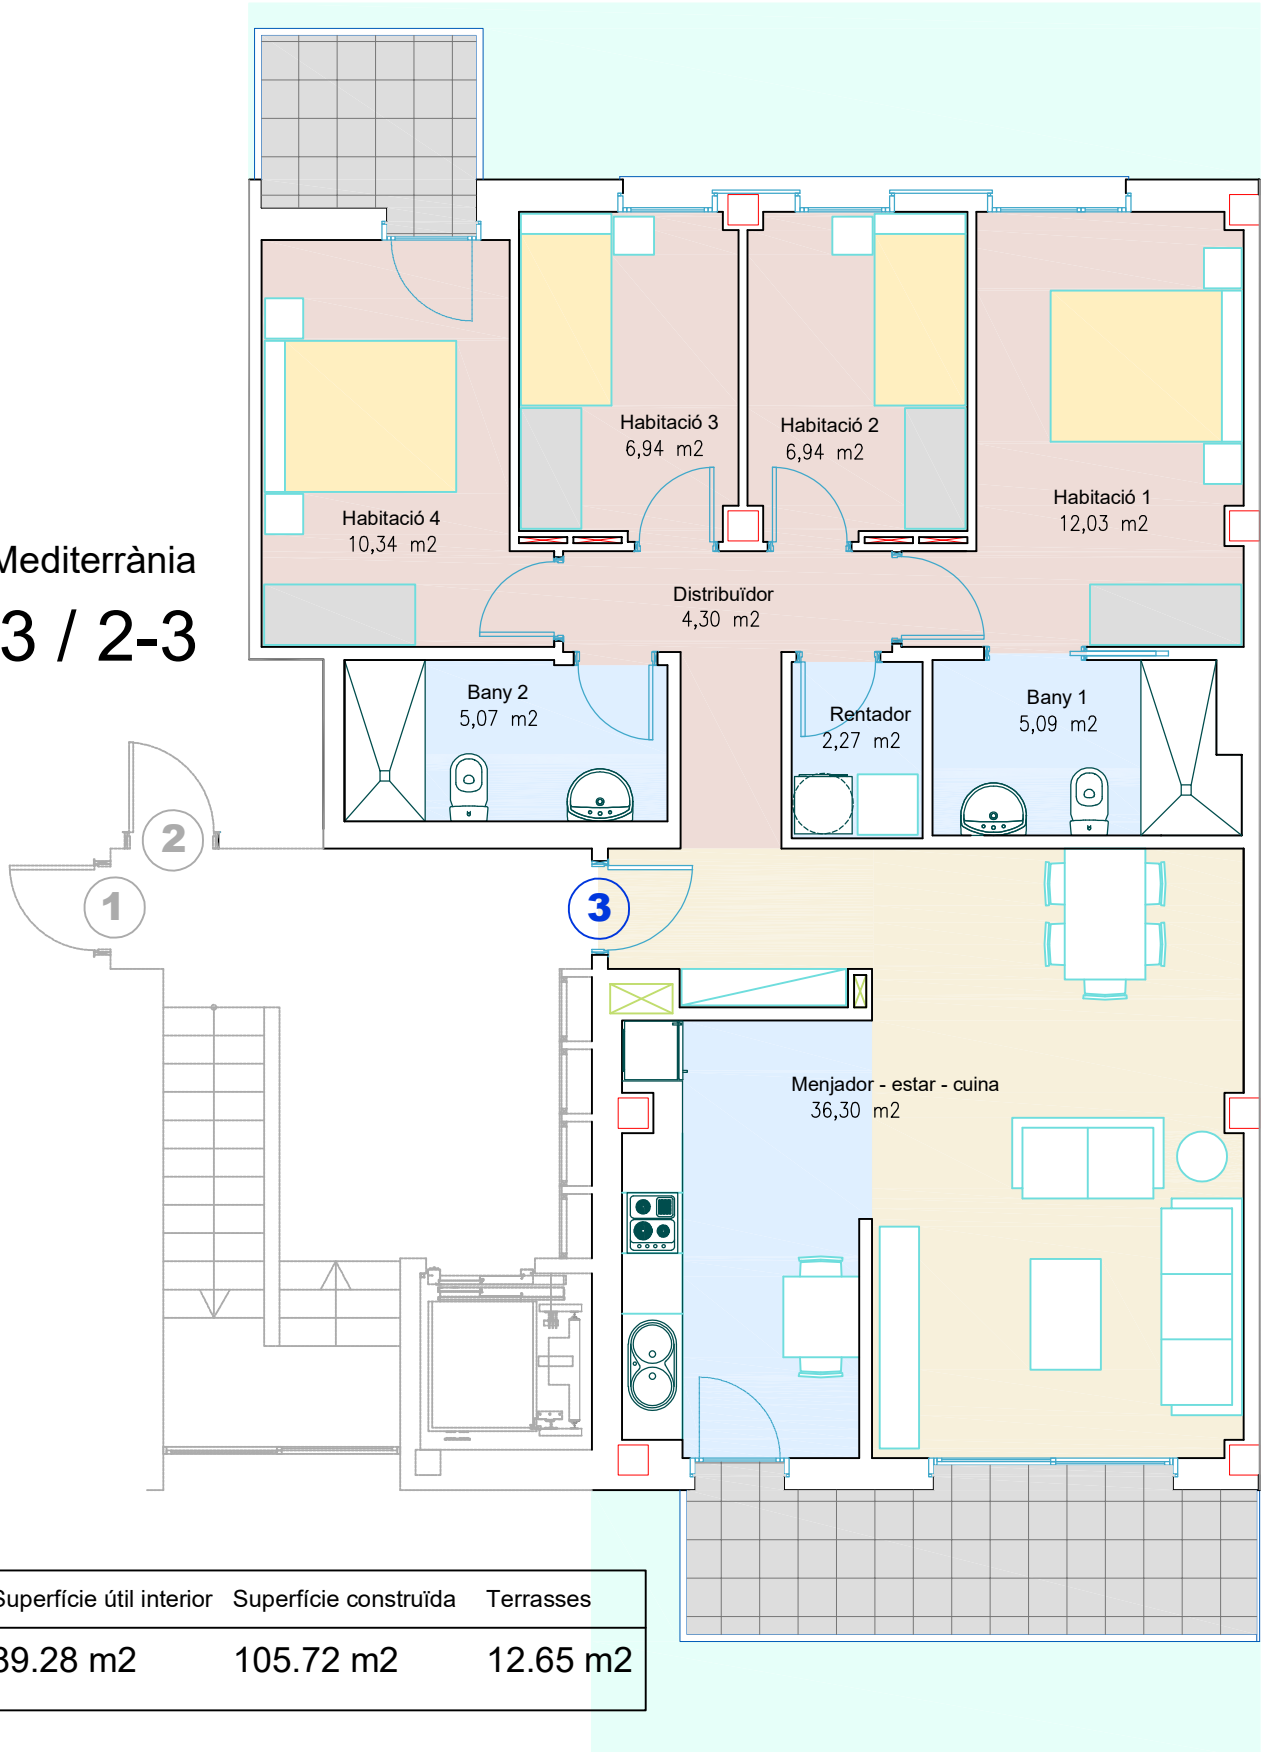 Habitació 3
6,94 m2
Habitació 2
6,94 m2
Habitació 1
12,03 m2
Habitació 4
10,34 m2
Mediterrània
3 / 2-3
Distribuïdor
4,30 m2
Bany 2
5,07 m2
Rentador
2,27 m2
Bany 1
5,09 m2
2
1
3
Menjador - estar - cuina
36,30 m2
Superfície útil interior Superfície construïda Terrasses
39.28 m2 105.72 m2 12.65 m2